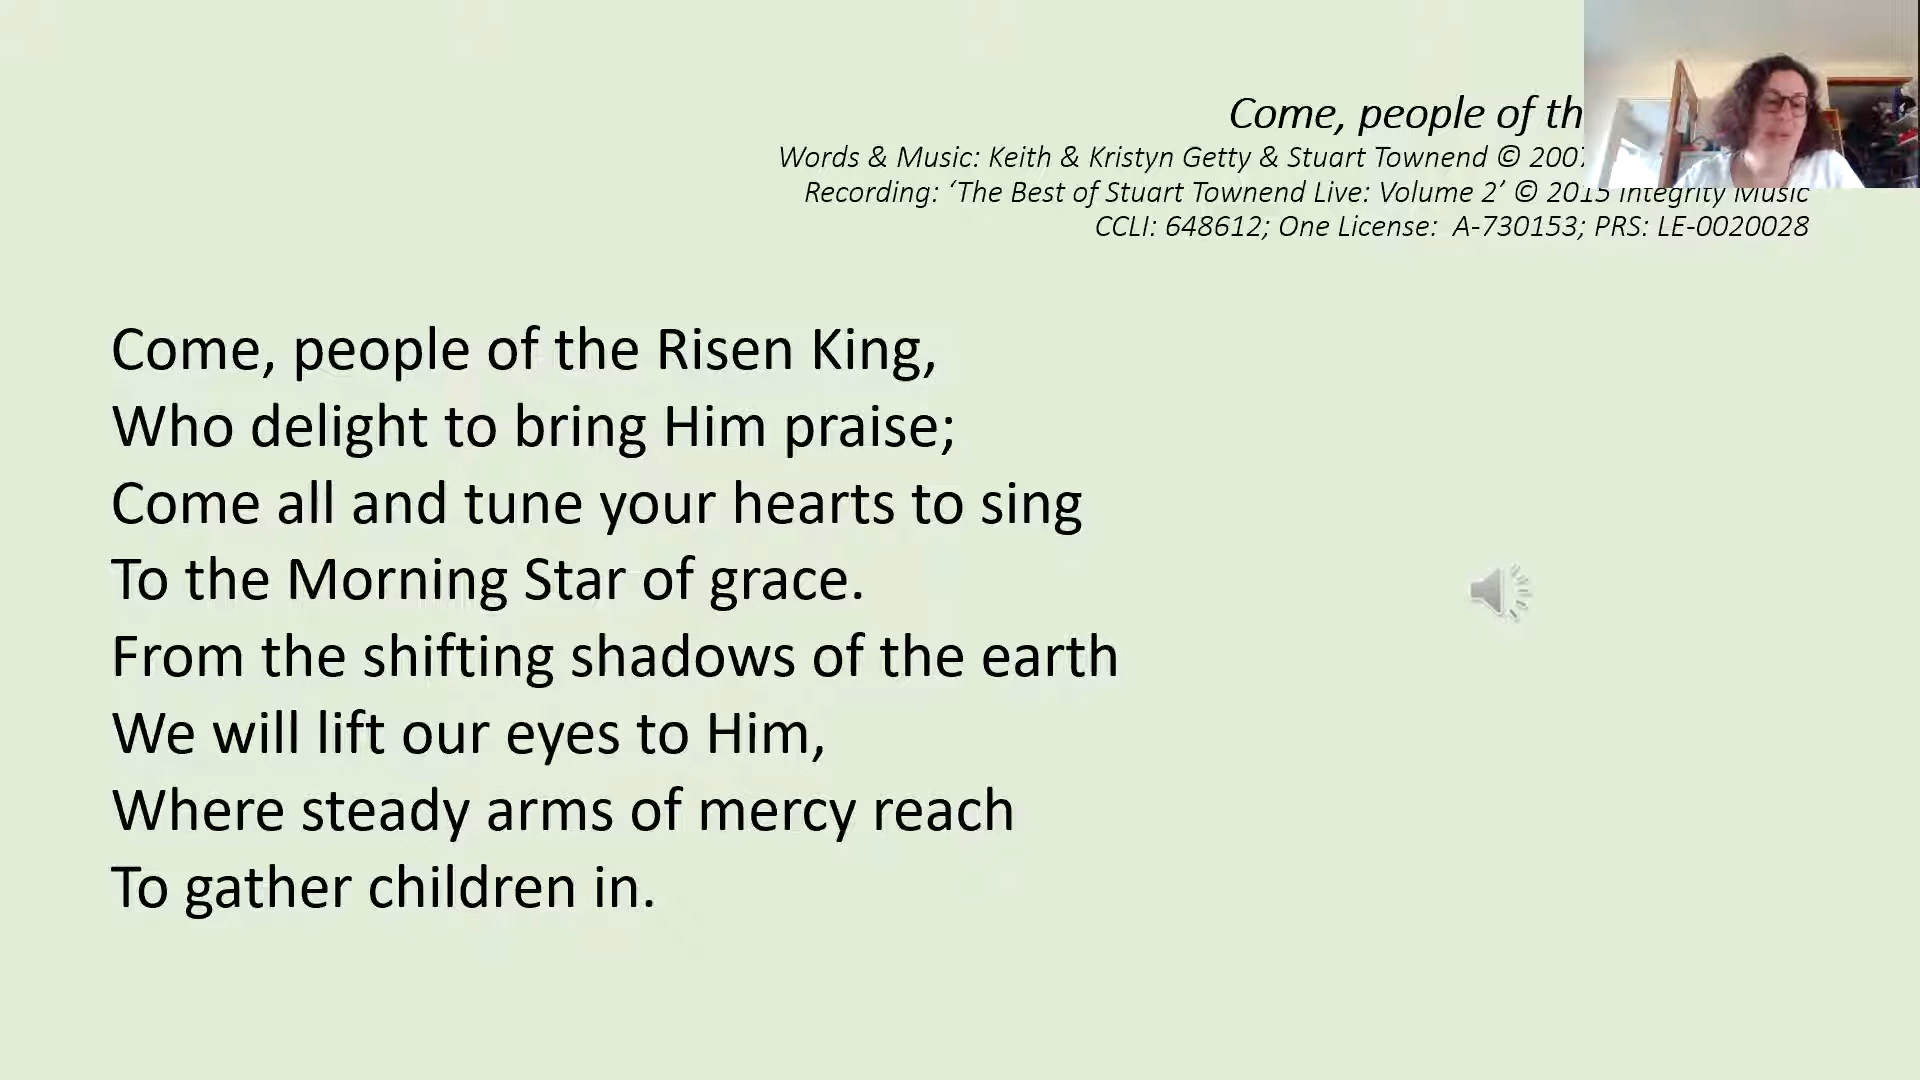 Come, people of th
Words & Music: Keith & Kristyn Getty & Stuart Townend © 2007
Recording: ‘The Best of Stuart Townend Live: Volume 2’ © 2015 Integrity Music
CCLI: 648612; One License: A-730153; PRS: LE-0020028
Come, people of the Risen King,
Who delight to bring Him praise;
Come all and tune your hearts to sing
To the Morning Star of grace.
From the shifting shadows of the earth
We will lift our eyes to Him,
Where steady arms of mercy reach
To gather children in.